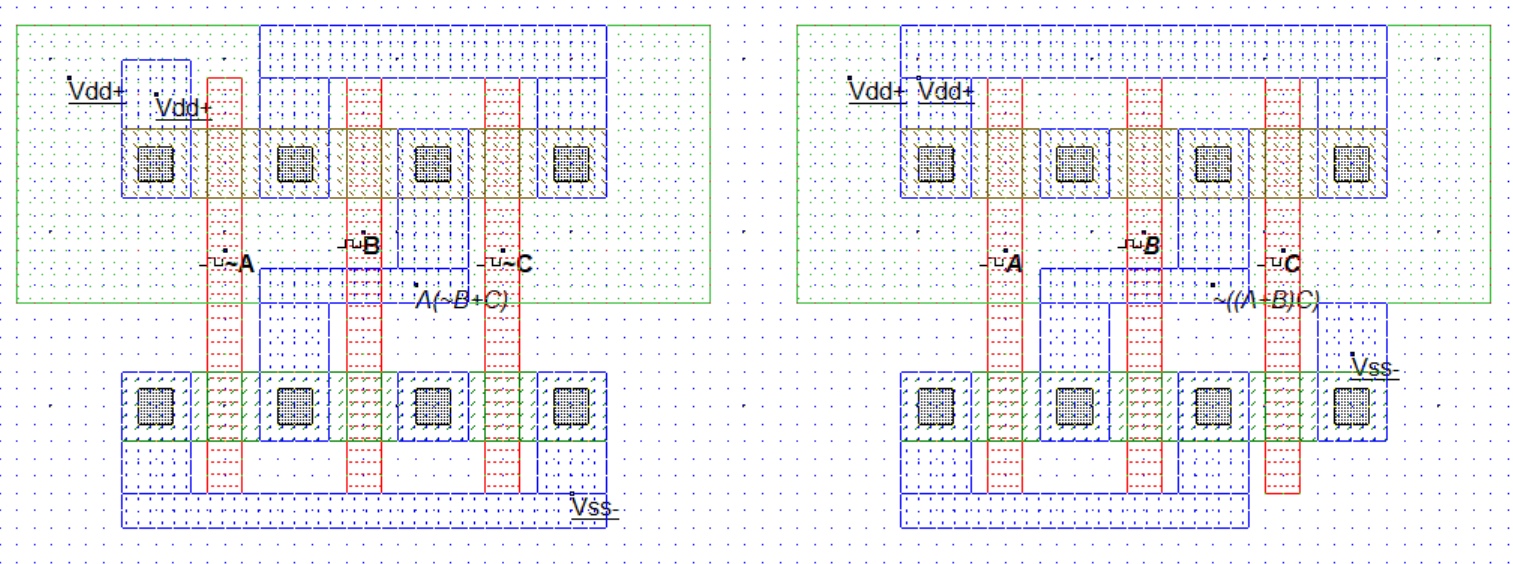 Vdd+
Vdd+
~A
B
~C
A(~B+C)
Vss-
Vdd+
Vdd+
A
B
C
~((A+B)C)
Vss-